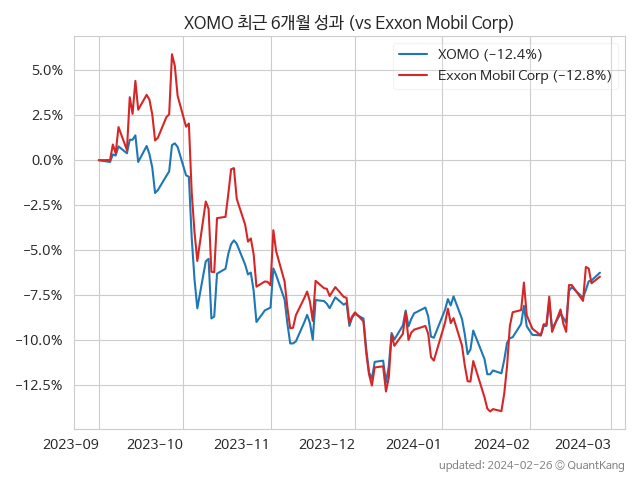 XOMO 최근 6개월 성과 (vs Exxon Mobil Corp)
XOMO (−12.4%)
Exxon Mobil Corp (−12.8%)
5.0%
2.5%
0.0%
−2.5%
−5.0%
−7.5%
−10.0%
−12.5%
2023-09 2023-10 2023-11 2023-12 2024-01 2024-02 2024-03
updated: 2024-02-26 © QuantKang